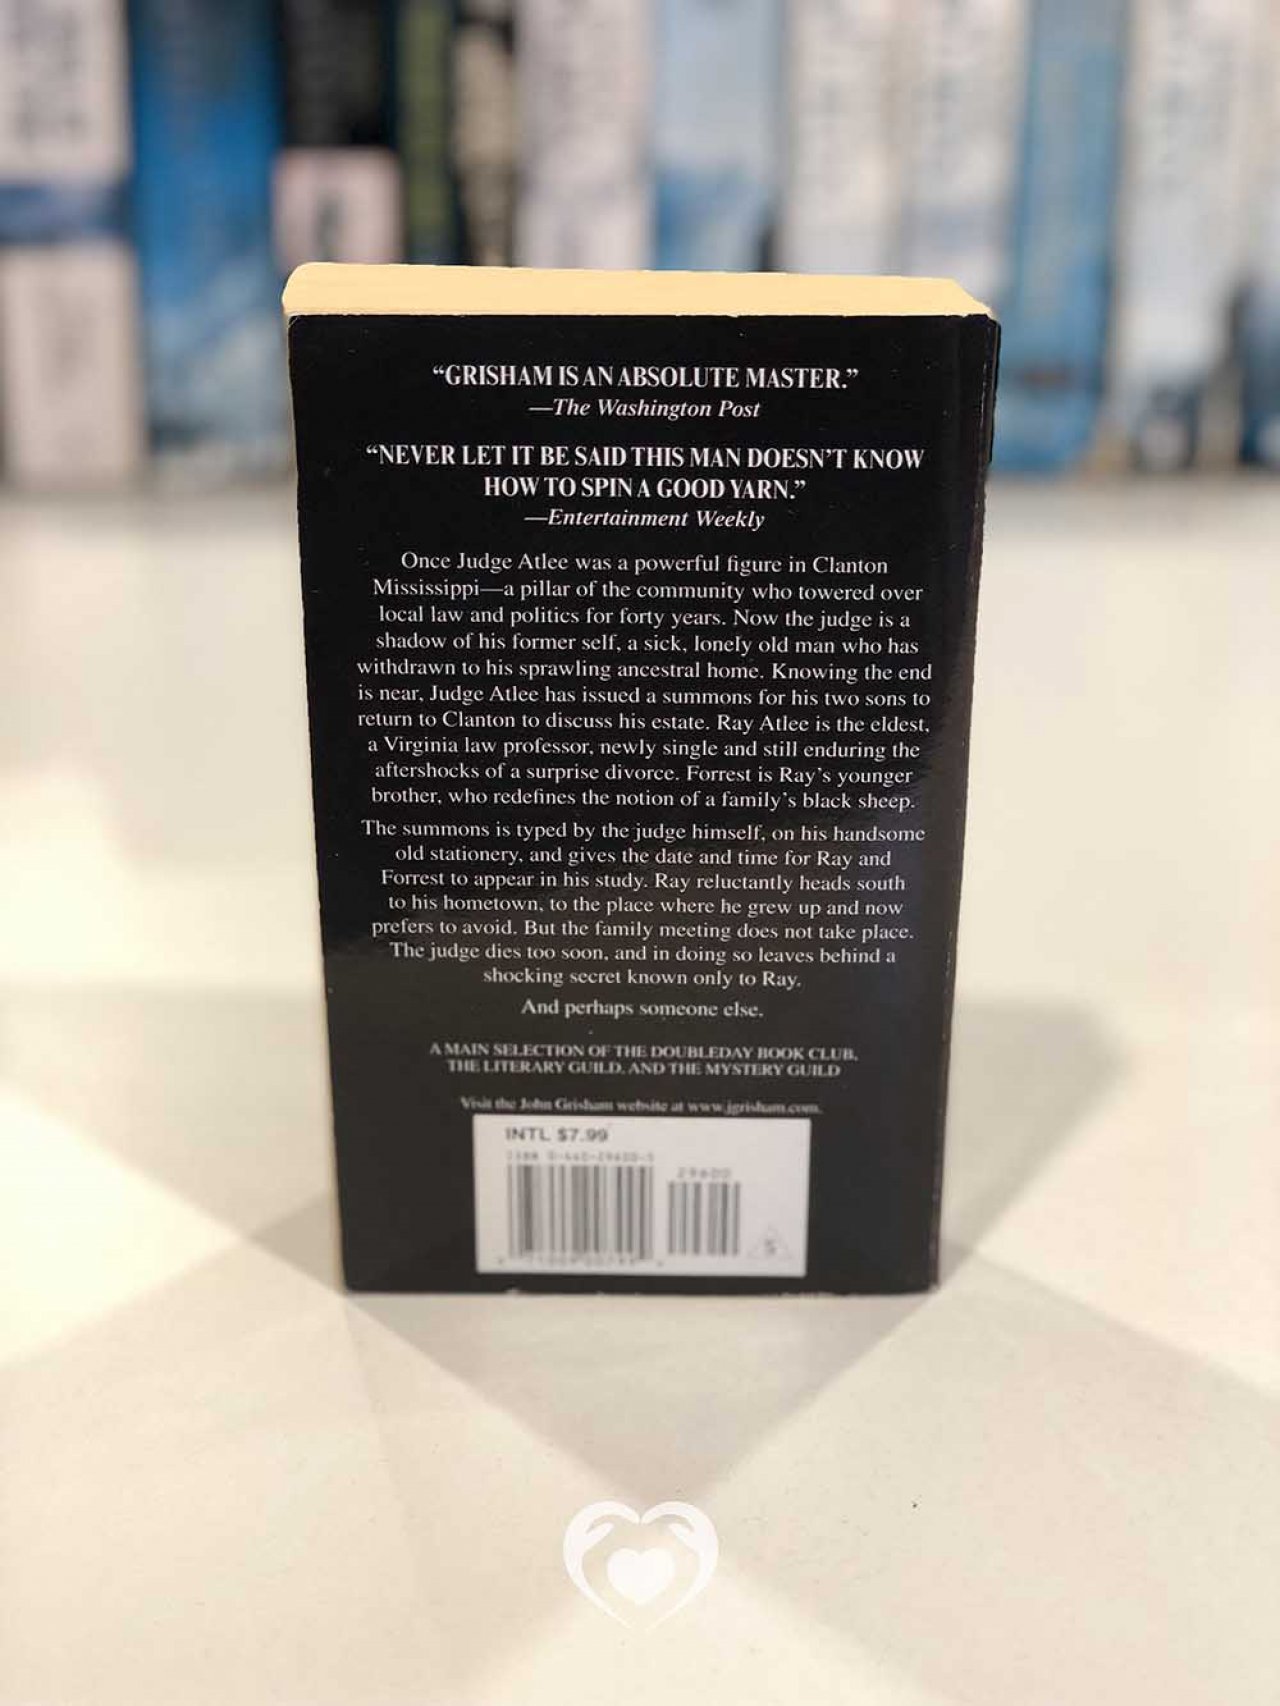 “GRISHAM IS AN ABSOLUTE MASTER.”
—The Washington Post
“NEVER LET IT BE SAID THIS MAN DOESN’T KNOW
HOW TO SPIN A GOOD YARN.”
—Entertainment Weekly
Once Judge Atlee was a powerful figure in Clanton
Mississippi—a pillar of the community who towered over
local law and politics for forty years. Now the judge is a
shadow of his former self, a sick, lonely old man who has
withdrawn to his sprawling ancestral home. Knowing the end
is near, Judge Atlee has issued a summons for his two sons to
return to Clanton to discuss his estate. Ray Atlee is the eldest,
a Virginia law professor, newly single and still enduring the
aftershocks of a surprise divorce. Forrest is Ray’s younger
brother, who redefines the notion of a family’s black sheep.
The summons is typed by the judge himself, on his handsome
old stationery, and gives the date and time for Ray and
Forrest to appear in his study. Ray reluctantly heads south
to his hometown, to the place where he grew up and now
prefers to avoid. But the family meeting does not take place.
The judge dies too soon, and in doing so leaves behind a
shocking secret known only to Ray.
And perhaps someone else.
A MAIN SELECTION OF THE DOUBLEDAY BOOK CLUB,
THE LITERARY GUILD, AND THE MYSTERY GUILD
Visit the John Grisham website at www.jgrisham.com.
INTL $7.99
ISBN 0-440-29600-5
29600
S